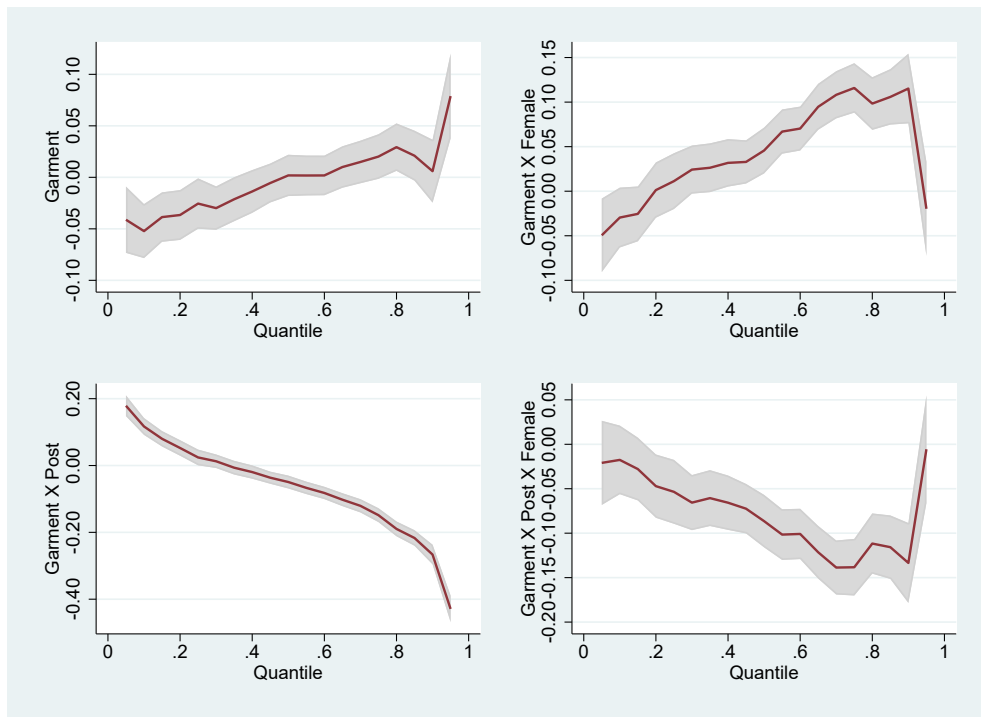 Garment
0.10
0.05
0.00
-0.05
-0.10
0 .2 .4 .6 .8 1
Quantile
Garment X Female
0.15
0.10
0.05
0.00
-0.05
-0.10
0 .2 .4 .6 .8 1
Quantile
Garment X Post
0.20
0.00
-0.20
-0.40
0 .2 .4 .6 .8 1
Quantile
Garment X Post X Female
0.05
0.00
-0.05
-0.10
-0.15
-0.20
0 .2 .4 .6 .8 1
Quantile